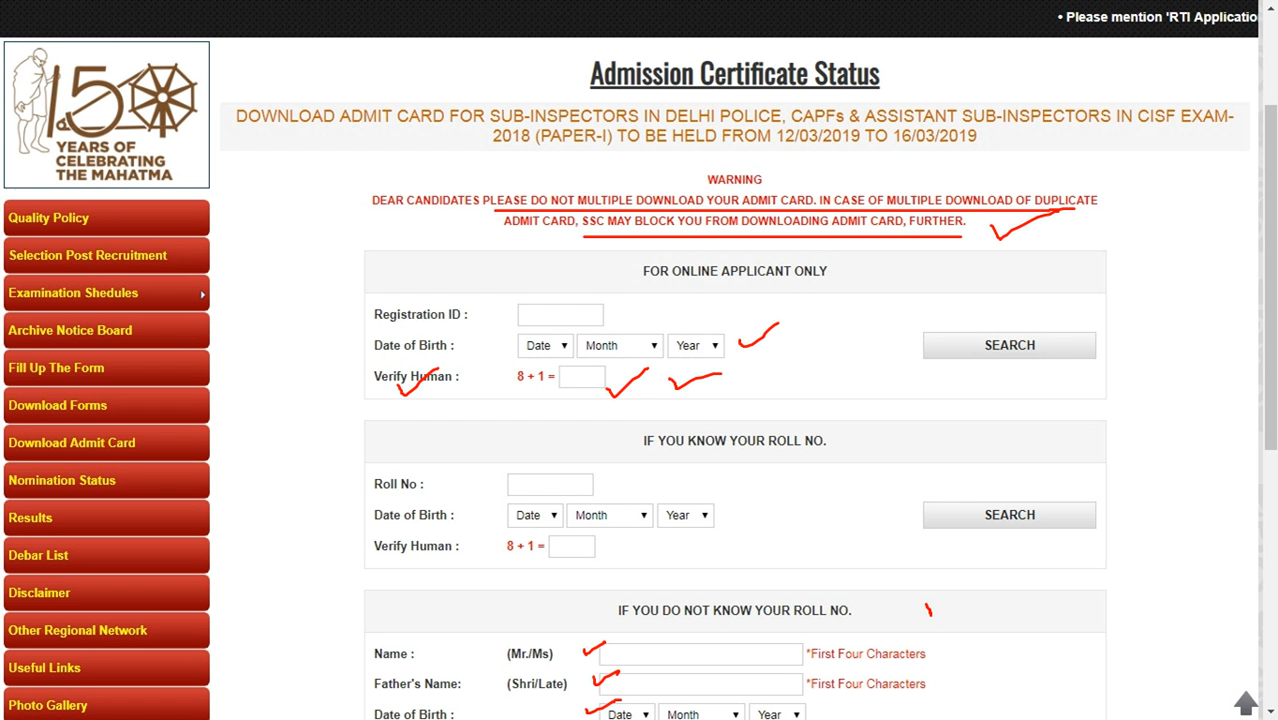 • Please mention 'RTI Applicatio
150
YEARS OF
CELEBRATING
THE MAHATMA
Quality Policy
Selection Post Recruitment
Examination Shedules
Archive Notice Board
Fill Up The Form
Download Forms
Download Admit Card
Nomination Status
Results
Debar List
Disclaimer
Other Regional Network
Useful Links
Photo Gallery
Admission Certificate Status
DOWNLOAD ADMIT CARD FOR SUB-INSPECTORS IN DELHI POLICE, CAPFs & ASSISTANT SUB-INSPECTORS IN CISF EXAM-
2018 (PAPER-I) TO BE HELD FROM 12/03/2019 TO 16/03/2019
WARNING
DEAR CANDIDATES PLEASE DO NOT MULTIPLE DOWNLOAD YOUR ADMIT CARD. IN CASE OF MULTIPLE DOWNLOAD OF DUPLICATE
ADMIT CARD, SSC MAY BLOCK YOU FROM DOWNLOADING ADMIT CARD, FURTHER.
FOR ONLINE APPLICANT ONLY
Registration ID :
Date of Birth : Date Month Year SEARCH
Verify Human : 8 + 1 =
IF YOU KNOW YOUR ROLL NO.
Roll No :
Date of Birth : Date Month Year SEARCH
Verify Human : 8 + 1 =
IF YOU DO NOT KNOW YOUR ROLL NO.
Name : (Mr./Ms) *First Four Characters
Father's Name: (Shri/Late) *First Four Characters
Date of Birth : Date Month Year